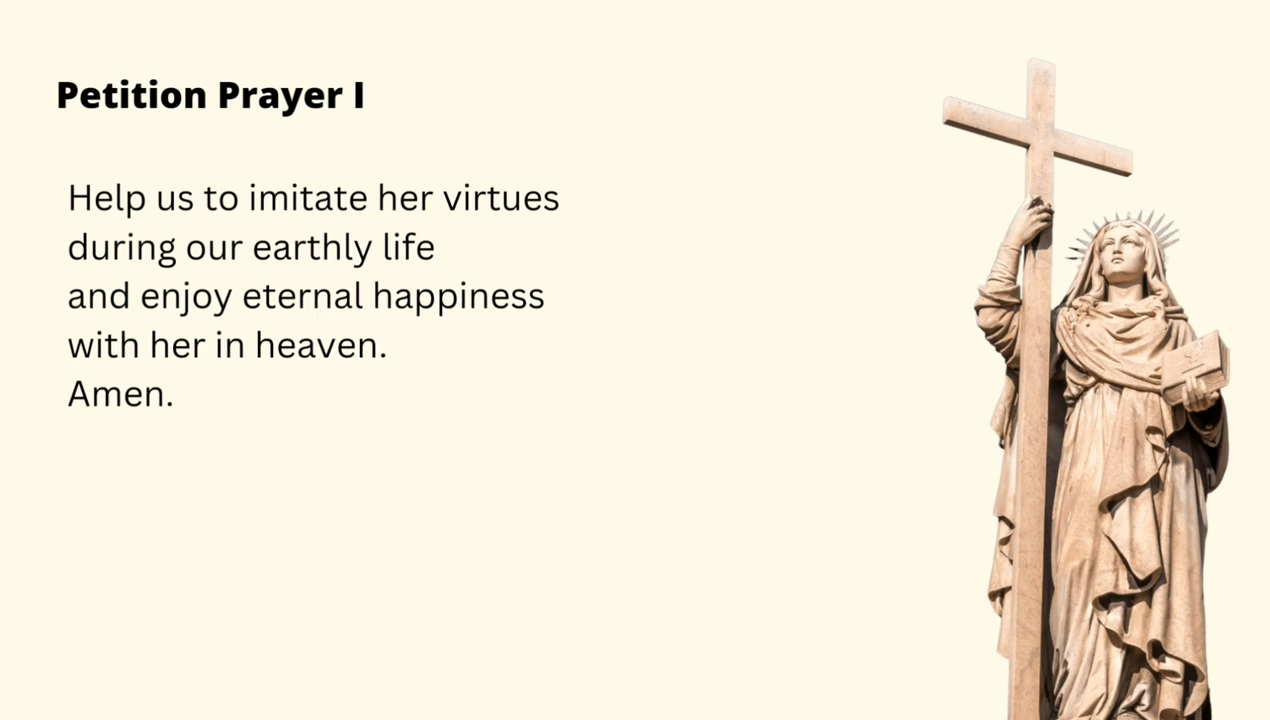 Petition Prayer I
Help us to imitate her virtues
during our earthly life
and enjoy eternal happiness
with her in heaven.
Amen.